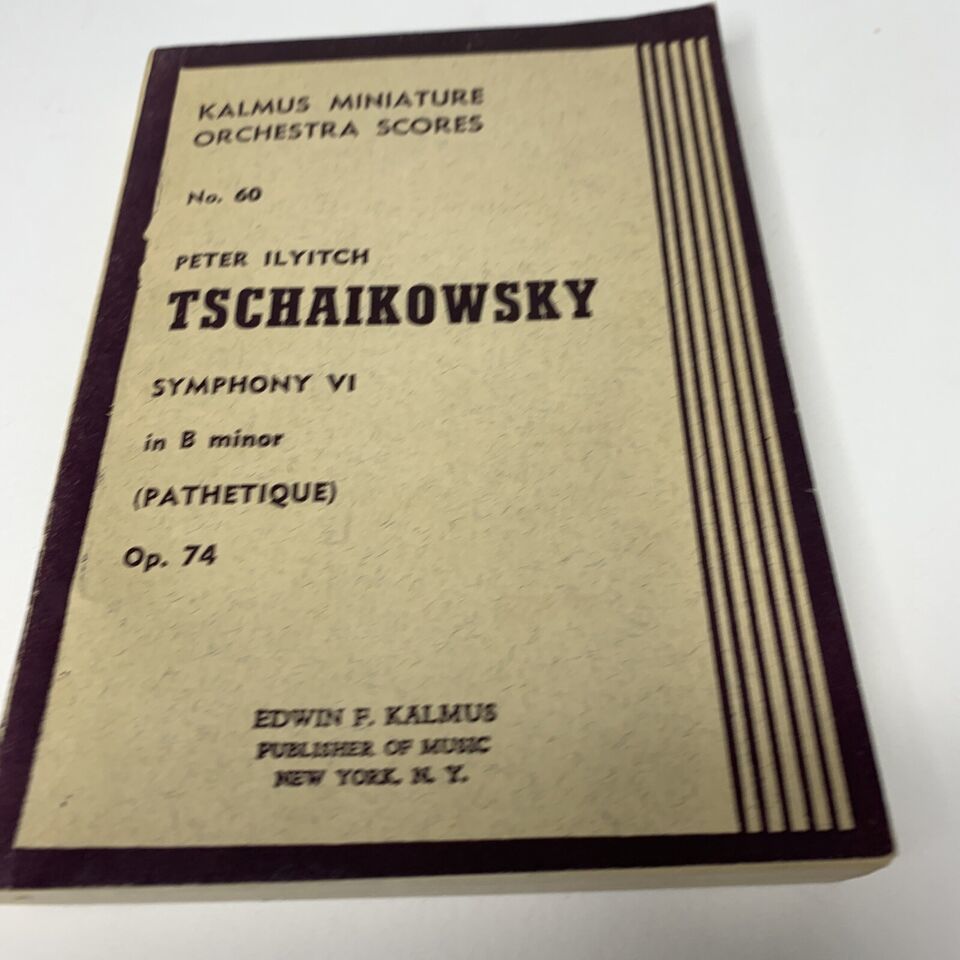 KALMUS MINIATURE
ORCHESTRA SCORES
No. 60
PETER ILYITCH
TSCHAIKOWSKY
SYMPHONY VI
in B minor
(PATHETIQUE)
Op. 74
EDWIN F. KALMUS
PUBLISHER OF MUSIC
NEW YORK, N. Y.